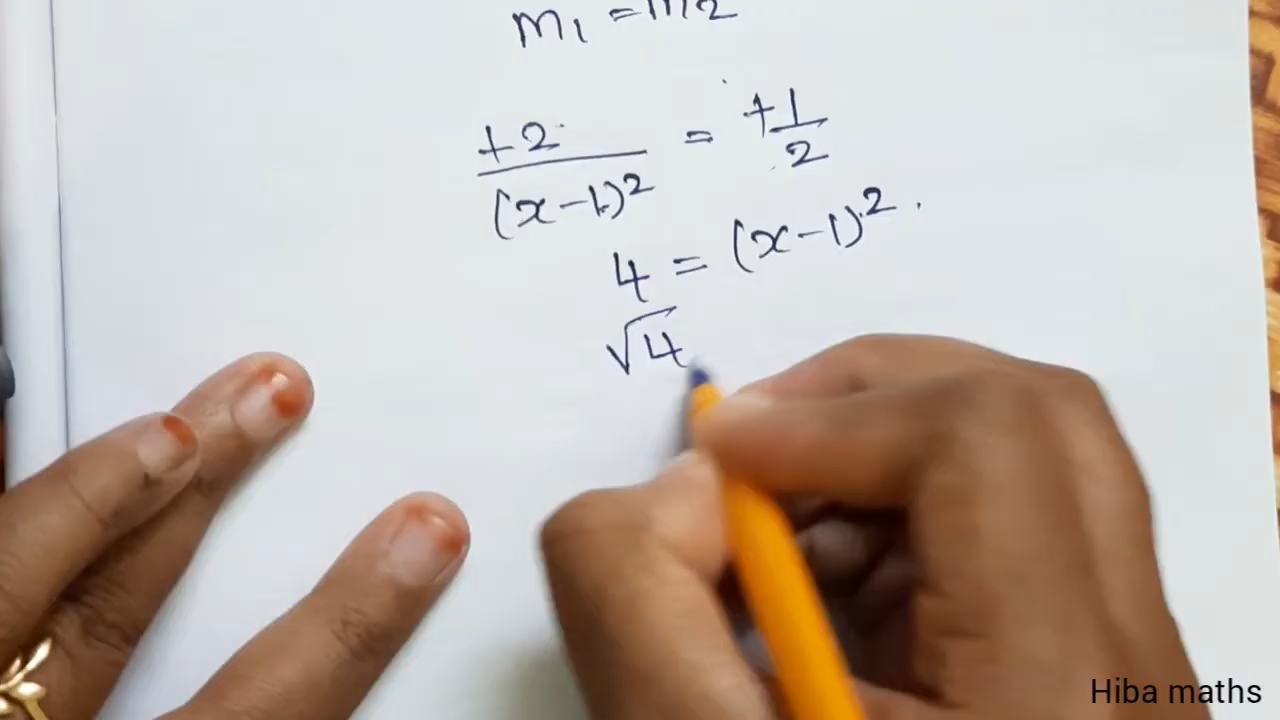 m₁ = m₂
+2/(x-1)² = +1/2
4 = (x-1)².
√4
Hiba maths